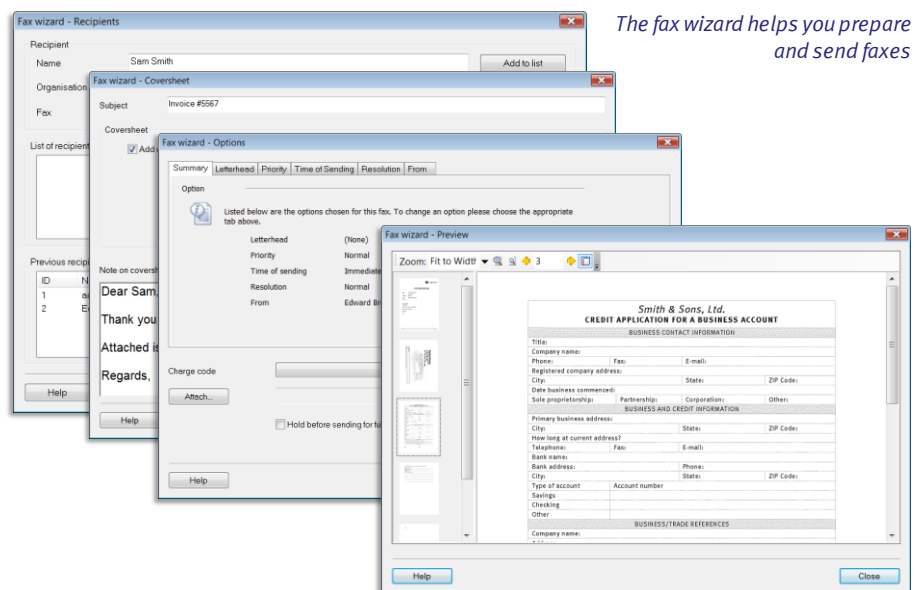 The fax wizard helps you prepare
and send faxes
Fax wizard - Recipients
Recipient
Name Sam Smith Add to list
Organisation
Fax
List of recipient
Previous recipi
ID N
1
2
Help
Fax wizard - Coversheet
Subject Invoice #5567
Coversheet
Add
Note on coversh
Dear Sam,
Thank you
Attached is
Regards,
Help
Fax wizard - Options
Summary Letterhead Priority Time of Sending Resolution From
Option
Listed below are the options chosen for this fax. To change an option please choose the appropriate
tab above.
Letterhead (None)
Priority Normal
Time of sending Immediate
Resolution Normal
From Edward Br
Charge code
Attach...
Hold before sending for fu
Help
Fax wizard - Preview
Zoom: Fit to Widtl 3
Smith & Sons, Ltd.
CREDIT APPLICATION FOR A BUSINESS ACCOUNT
BUSINESS CONTACT INFORMATION
Title:
Company name:
Phone: Fax: E-mail:
Registered company address:
City: State: ZIP Code:
Date business commenced:
Sole proprietorship: Partnership: Corporation: Other:
BUSINESS AND CREDIT INFORMATION
Primary business address:
City: State: ZIP Code:
How long at current address?
Telephone: Fax: E-mail:
Bank name:
Bank address: Phone:
City: State: ZIP Code:
Type of account Account number
Savings
Checking
Other
BUSINESS/TRADE REFERENCES
Company name:
Help Close